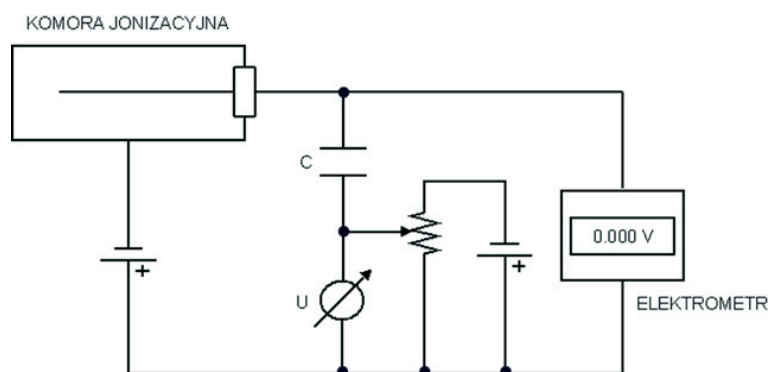 KOMORA JONIZACYJNA
C
0.000 V
+
+
U
ELEKTROMETR